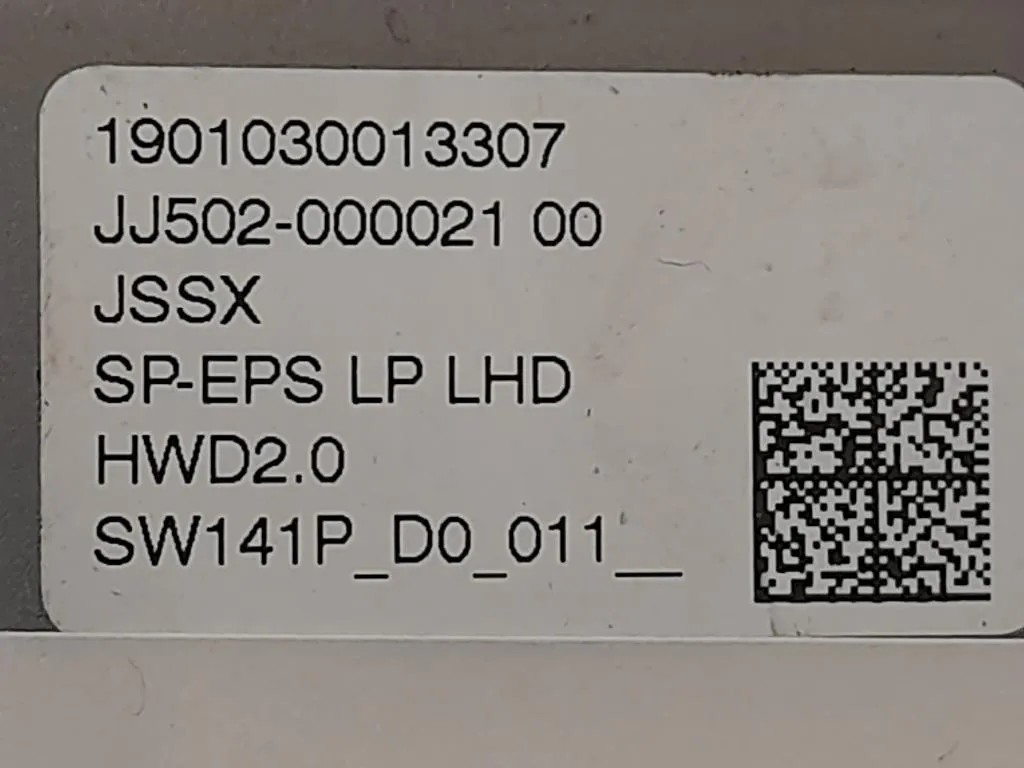 1901030013307
JJ502-000021 00
JSSX
SP-EPS LP LHD
HWD2.0
SW141P_D0_011__